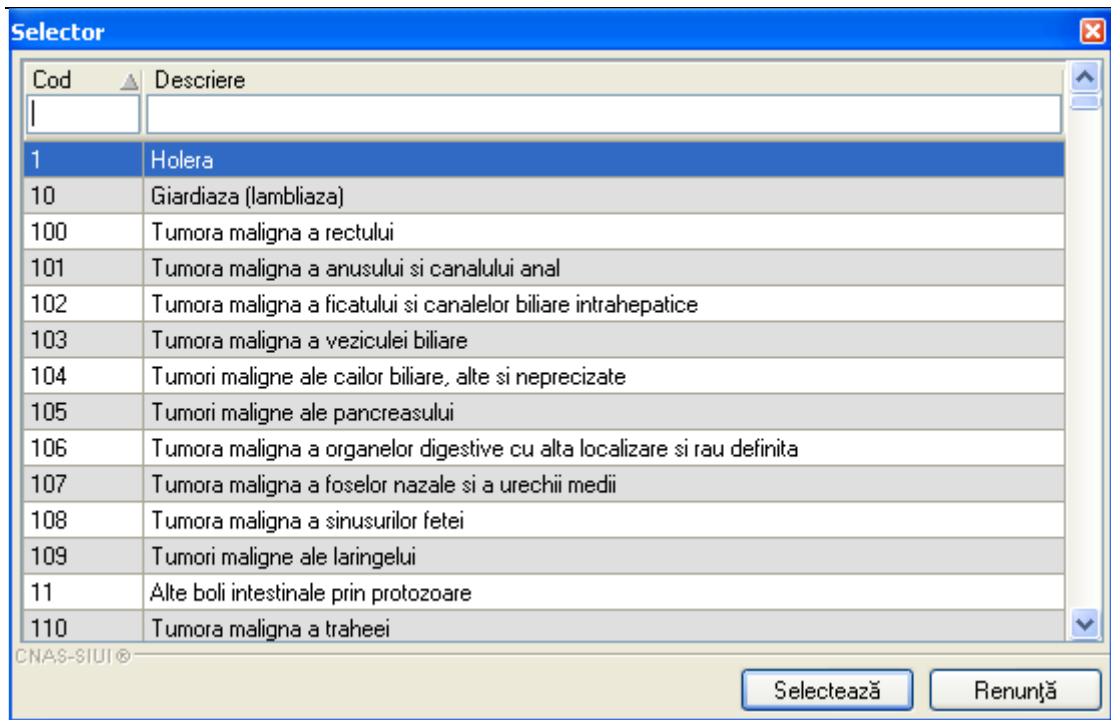 Selector
Cod Descriere
1 Holera
10 Giardiaza (lambliaza)
100 Tumora maligna a rectului
101 Tumora maligna a anusului si canalului anal
102 Tumora maligna a ficatului si canalelor biliare intrahepatice
103 Tumora maligna a veziculei biliare
104 Tumori maligne ale cailor biliare, alte si neprecizate
105 Tumori maligne ale pancreasului
106 Tumora maligna a organelor digestive cu alta localizare si rau definita
107 Tumora maligna a foselor nazale si a urechii medii
108 Tumora maligna a sinusurilor fetei
109 Tumori maligne ale laringelui
11 Alte boli intestinale prin protozoare
110 Tumora maligna a traheei
CNAS-SIUI ®
Selectează Renunţă